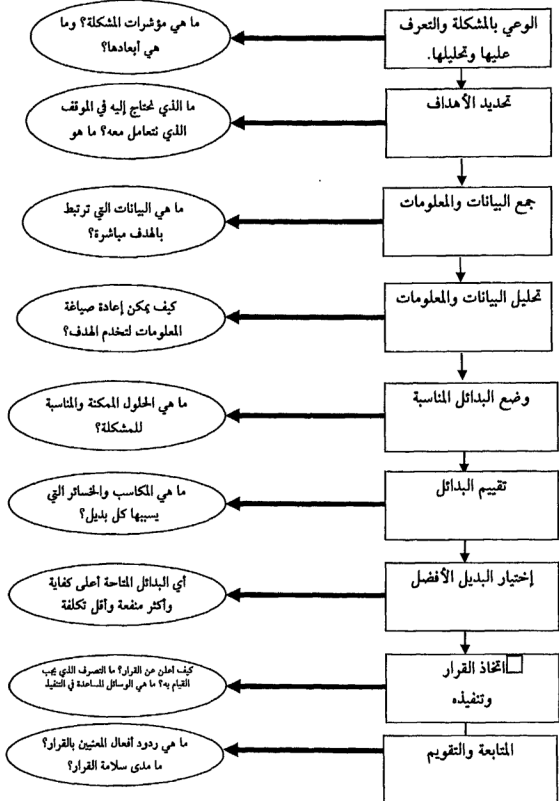 الوعي بالمشكلة والتعرف
عليها وتحليلها.
ما هي مؤشرات المشكلة؟ وما
هي أبعادها؟
تحديد الأهداف
ما الذي نحتاج إليه في الموقف
الذي نتعامل معه؟ ما هو
جمع البيانات والمعلومات
ما هي البيانات التي ترتبط
بالهدف مباشرة؟
تحليل البيانات والمعلومات
كيف يمكن إعادة صياغة
المعلومات لتخدم الهدف؟
وضع البدائل المناسبة
ما هي الحلول الممكنة والمناسبة
للمشكلة؟
تقييم البدائل
ما هي المكاسب والخسائر التي
يسببها كل بديل؟
إختيار البديل الأفضل
أي البدائل المتاحة أعلى كفاية
وأكثر منفعة وأقل تكلفة
اتخاذ القرار
وتنفيذه
كيف أعلن عن القرار؟ ما التصرف الذي يجب
القيام به؟ ما هي الوسائل المساعدة في التنفيذ
المتابعة والتقويم
ما هي ردود أفعال المعنيين بالقرار؟
ما مدى سلامة القرار؟